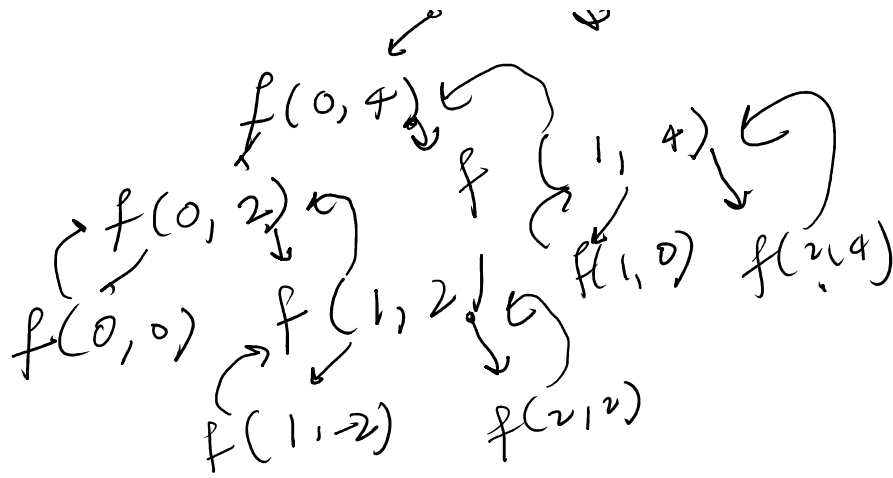 f(0,4)
f(1,4)
f(0,2)
f(1,0)
f(2,4)
f(0,0)
f(1,2)
f(1,-2)
f(2,2)